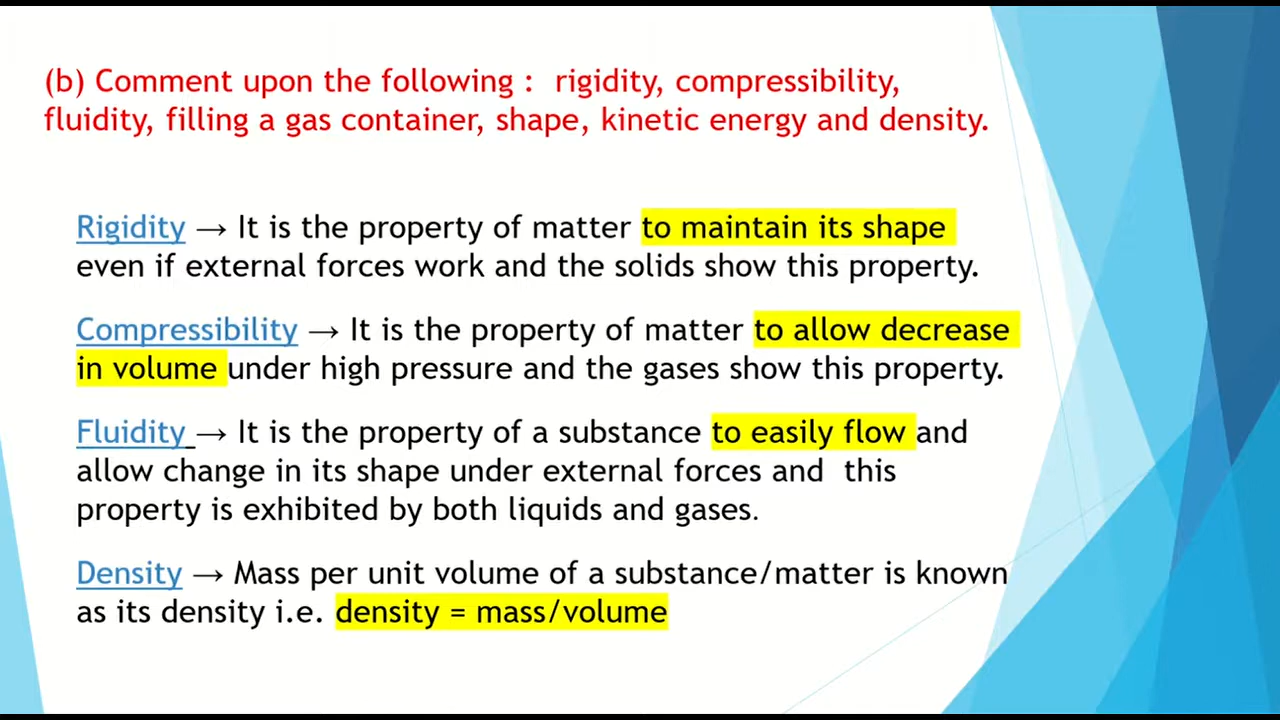 (b) Comment upon the following :  rigidity, compressibility,
fluidity, filling a gas container, shape, kinetic energy and density.
Rigidity → It is the property of matter to maintain its shape
even if external forces work and the solids show this property.
Compressibility → It is the property of matter to allow decrease
in volume under high pressure and the gases show this property.
Fluidity → It is the property of a substance to easily flow and
allow change in its shape under external forces and  this
property is exhibited by both liquids and gases.
Density → Mass per unit volume of a substance/matter is known
as its density i.e. density = mass/volume